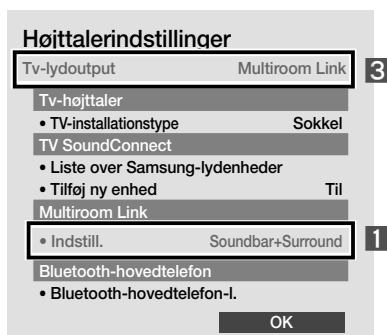 Højttalerindstillinger
Tv-lydoutput Multiroom Link 3
Tv-højttaler
• TV-installationstype Sokkel
TV SoundConnect
• Liste over Samsung-lydenheder
• Tilføj ny enhed Til
Multiroom Link
• Indstill. Soundbar+Surround 1
Bluetooth-hovedtelefon
• Bluetooth-hovedtelefon-l.
OK